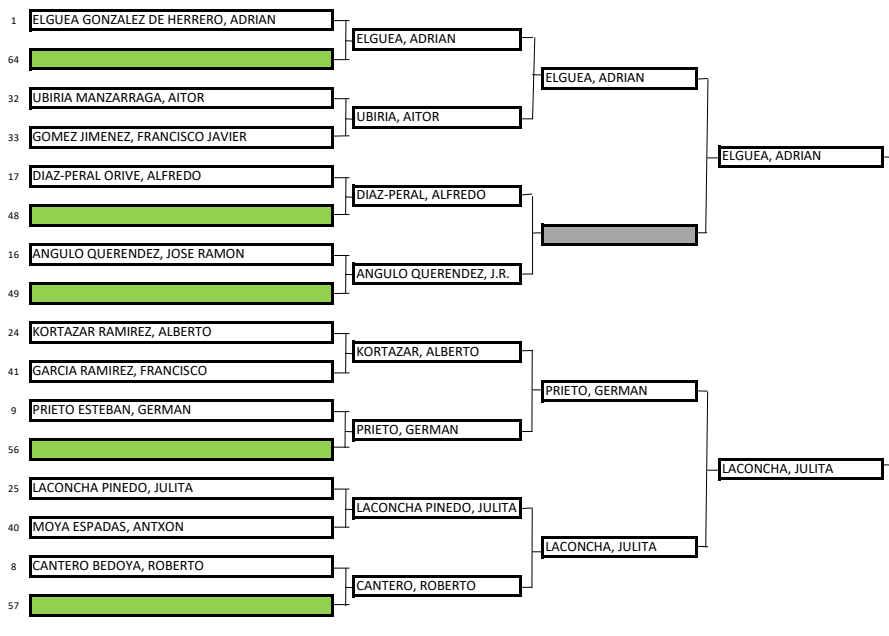 1 ELGUEA GONZALEZ DE HERRERO, ADRIAN
64
32 UBIRIA MANZARRAGA, AITOR
33 GOMEZ JIMENEZ, FRANCISCO JAVIER
17 DIAZ-PERAL ORIVE, ALFREDO
48
16 ANGULO QUERENDEZ, JOSE RAMON
49
24 KORTAZAR RAMIREZ, ALBERTO
41 GARCIA RAMIREZ, FRANCISCO
9 PRIETO ESTEBAN, GERMAN
56
25 LACONCHA PINEDO, JULITA
40 MOYA ESPADAS, ANTXON
8 CANTERO BEDOYA, ROBERTO
57
ELGUEA, ADRIAN
UBIRIA, AITOR
DIAZ-PERAL, ALFREDO
ANGULO QUERENDEZ, J.R.
KORTAZAR, ALBERTO
PRIETO, GERMAN
LACONCHA PINEDO, JULITA
CANTERO, ROBERTO
ELGUEA, ADRIAN
PRIETO, GERMAN
LACONCHA, JULITA
ELGUEA, ADRIAN
LACONCHA, JULITA